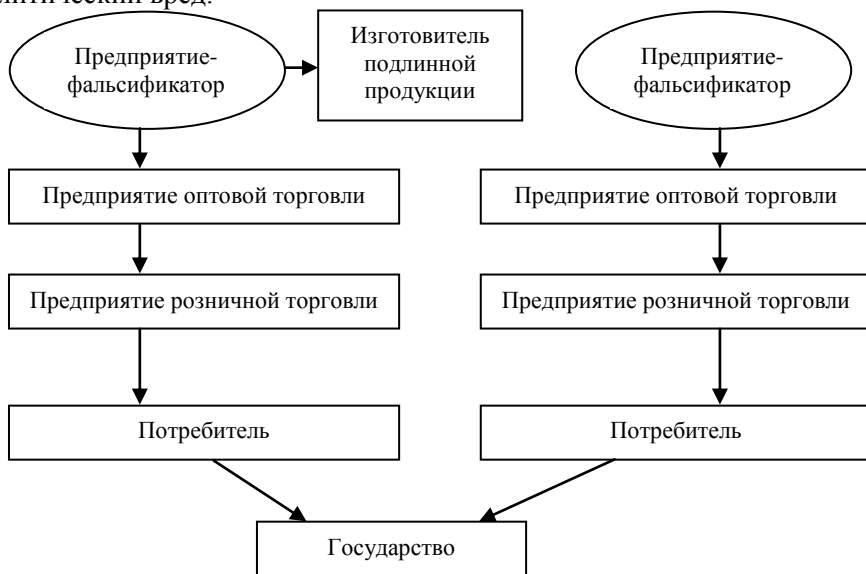 вред.
Предприятие-
фальсификатор
Изготовитель
подлинной
продукции
Предприятие-
фальсификатор
Предприятие оптовой торговли
Предприятие оптовой торговли
Предприятие розничной торговли
Предприятие розничной торговли
Потребитель
Потребитель
Государство